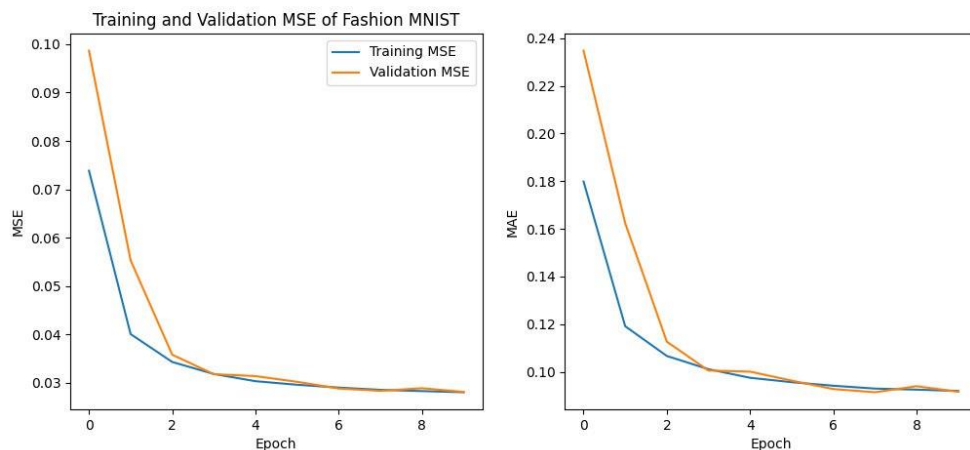 Training and Validation MSE of Fashion MNIST
Training MSE
Validation MSE
0.10
0.09
0.08
0.07
0.06
0.05
0.04
0.03
MSE
0 2 4 6 8
Epoch
0.24
0.22
0.20
0.18
0.16
0.14
0.12
0.10
MAE
0 2 4 6 8
Epoch